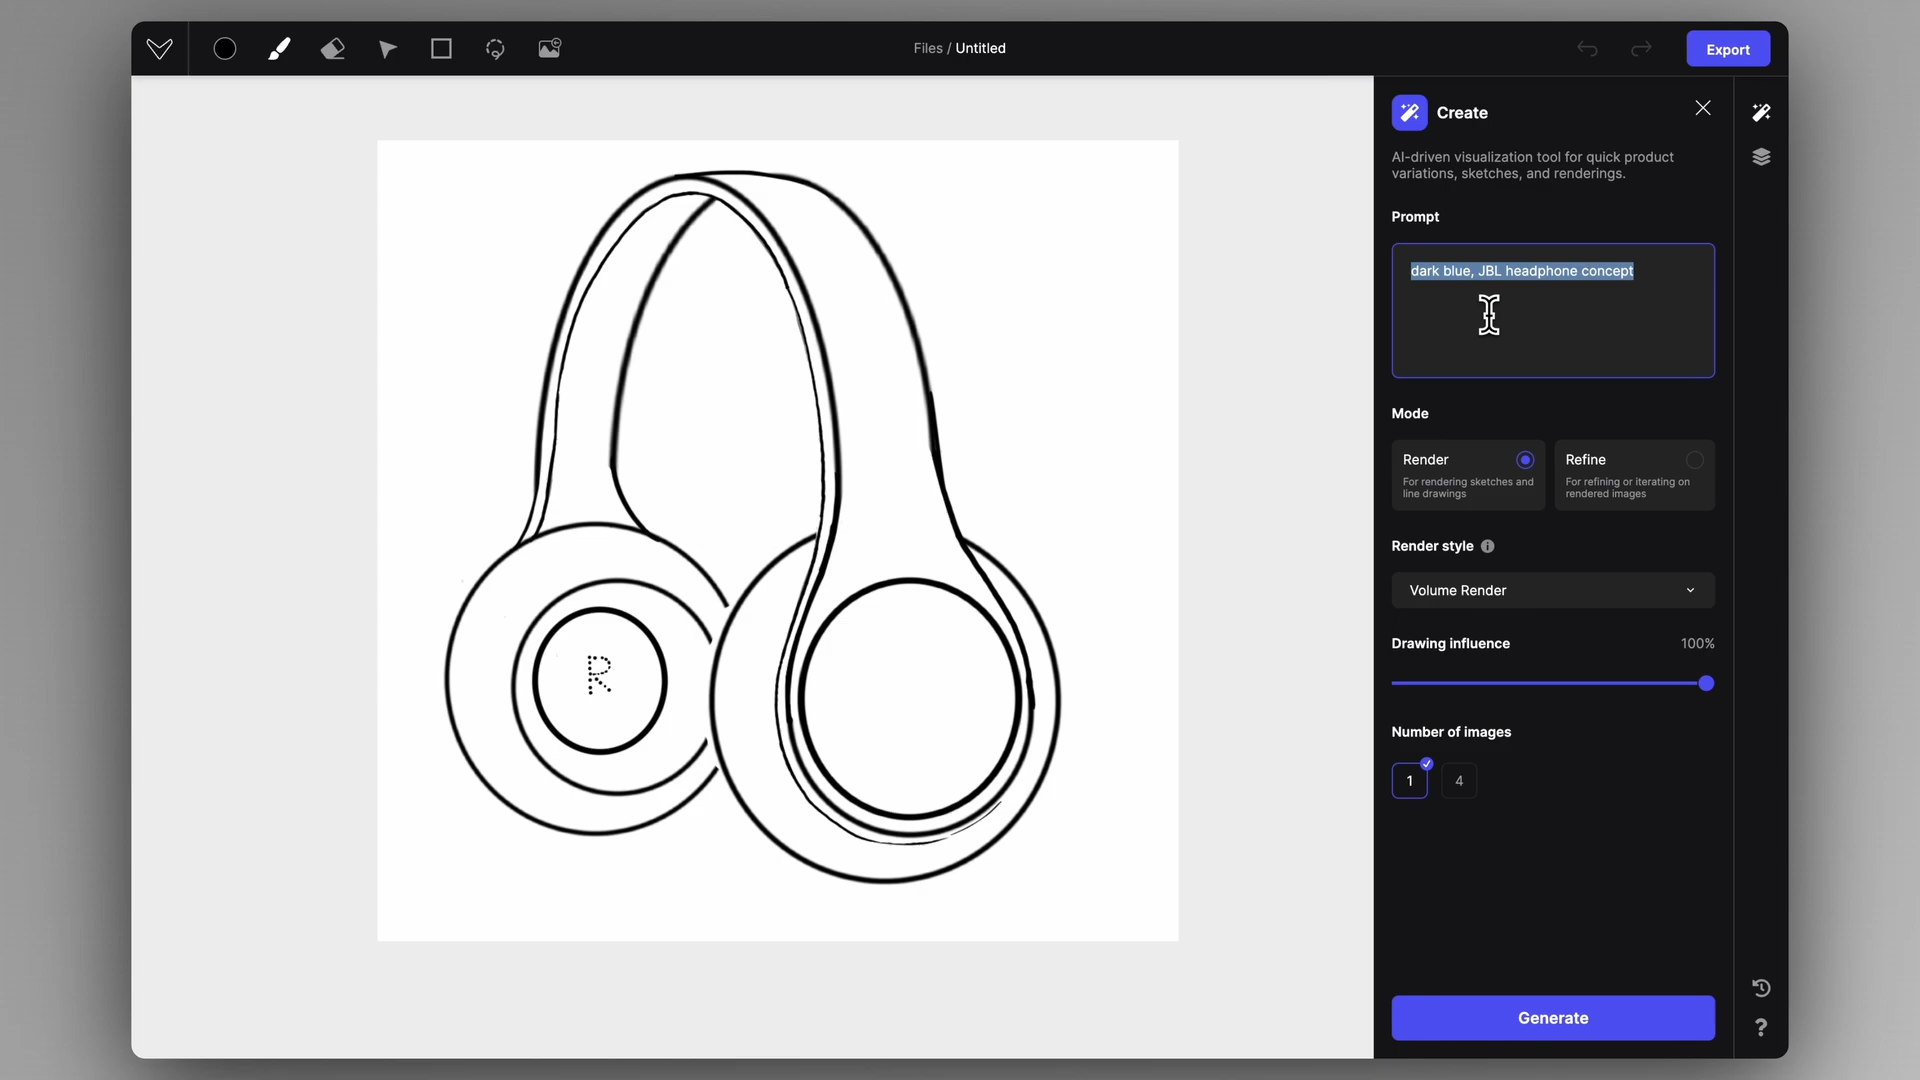 Files / Untitled
Export
Create
AI-driven visualization tool for quick product
variations, sketches, and renderings.
Prompt
dark blue, JBL headphone concept
Mode
Render
For rendering sketches and
line drawings
Refine
For refining or iterating on
rendered images
Render style
Volume Render
Drawing influence
100%
Number of images
1
4
Generate
R
?